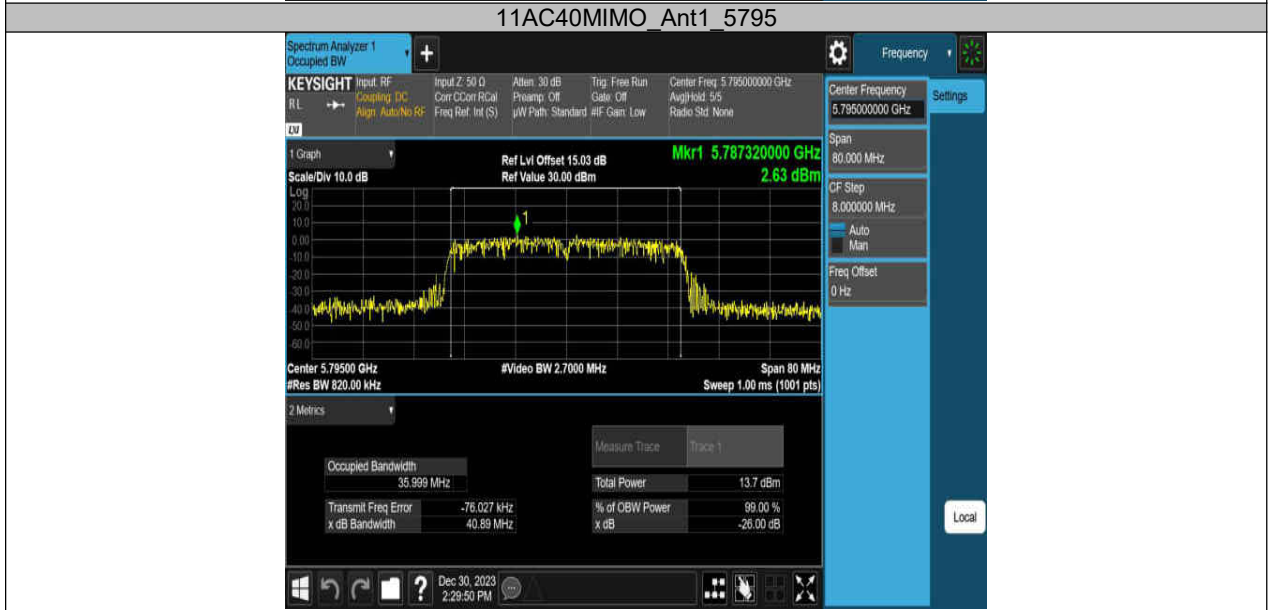 11AC40MIMO_Ant1_5795
Spectrum Analyzer 1
Occupied BW
+
Frequency
KEYSIGHT
RL
LXI
Input: RF
Coupling: DC
Align: Auto/No RF
Input Z: 50 Ω
Corr CCorr RCal
Freq Ref: Int (S)
Atten: 30 dB
Preamp: Off
µW Path: Standard
Trig: Free Run
Gate: Off
#IF Gain: Low
Center Freq: 5.795000000 GHz
Avg|Hold: 5/5
Radio Std: None
Center Frequency
5.795000000 GHz
Settings
Span
80.000 MHz
CF Step
8.000000 MHz
Auto
Man
Freq Offset
0 Hz
Local
1 Graph
Scale/Div 10.0 dB
Ref Lvl Offset 15.03 dB
Ref Value 30.00 dBm
Mkr1 5.787320000 GHz
2.63 dBm
Log
20.0
10.0
0.00
-10.0
-20.0
-30.0
-40.0
-50.0
-60.0
1
Center 5.79500 GHz
#Video BW 2.7000 MHz
Span 80 MHz
#Res BW 820.00 kHz
Sweep 1.00 ms (1001 pts)
2 Metrics
Measure Trace
Trace 1
Occupied Bandwidth
35.999 MHz
Total Power
13.7 dBm
Transmit Freq Error
-76.027 kHz
% of OBW Power
99.00 %
x dB Bandwidth
40.89 MHz
x dB
-26.00 dB
?
Dec 30, 2023
2:29:50 PM